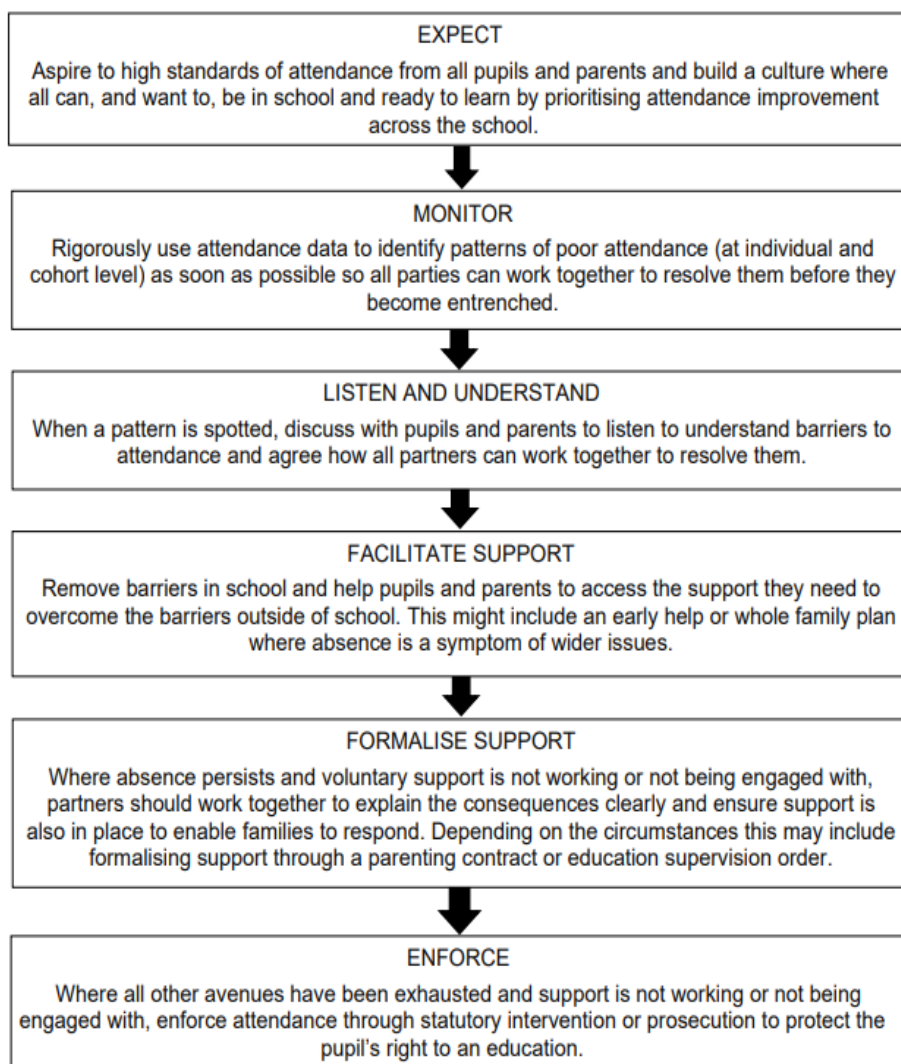 EXPECT
Aspire to high standards of attendance from all pupils and parents and build a culture where
all can, and want to, be in school and ready to learn by prioritising attendance improvement
across the school.
MONITOR
Rigorously use attendance data to identify patterns of poor attendance (at individual and
cohort level) as soon as possible so all parties can work together to resolve them before they
become entrenched.
LISTEN AND UNDERSTAND
When a pattern is spotted, discuss with pupils and parents to listen to understand barriers to
attendance and agree how all partners can work together to resolve them.
FACILITATE SUPPORT
Remove barriers in school and help pupils and parents to access the support they need to
overcome the barriers outside of school. This might include an early help or whole family plan
where absence is a symptom of wider issues.
FORMALISE SUPPORT
Where absence persists and voluntary support is not working or not being engaged with,
partners should work together to explain the consequences clearly and ensure support is
also in place to enable families to respond. Depending on the circumstances this may include
formalising support through a parenting contract or education supervision order.
ENFORCE
Where all other avenues have been exhausted and support is not working or not being
engaged with, enforce attendance through statutory intervention or prosecution to protect the
pupil's right to an education.